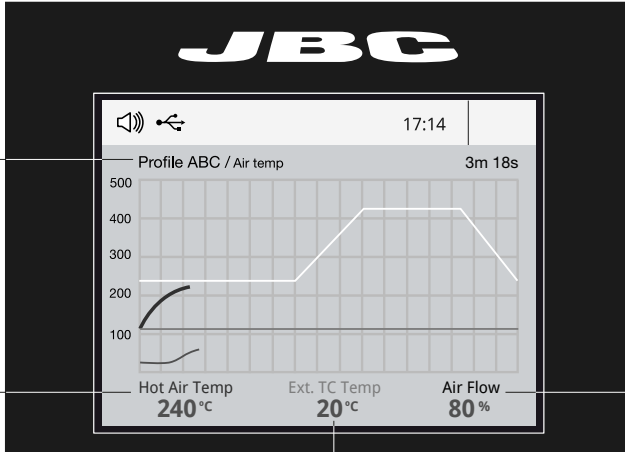 JBC
17:14
Profile ABC / Air temp 3m 18s
500
400
300
200
100
Hot Air Temp Ext. TC Temp Air Flow
240 °C 20 °C 80 %